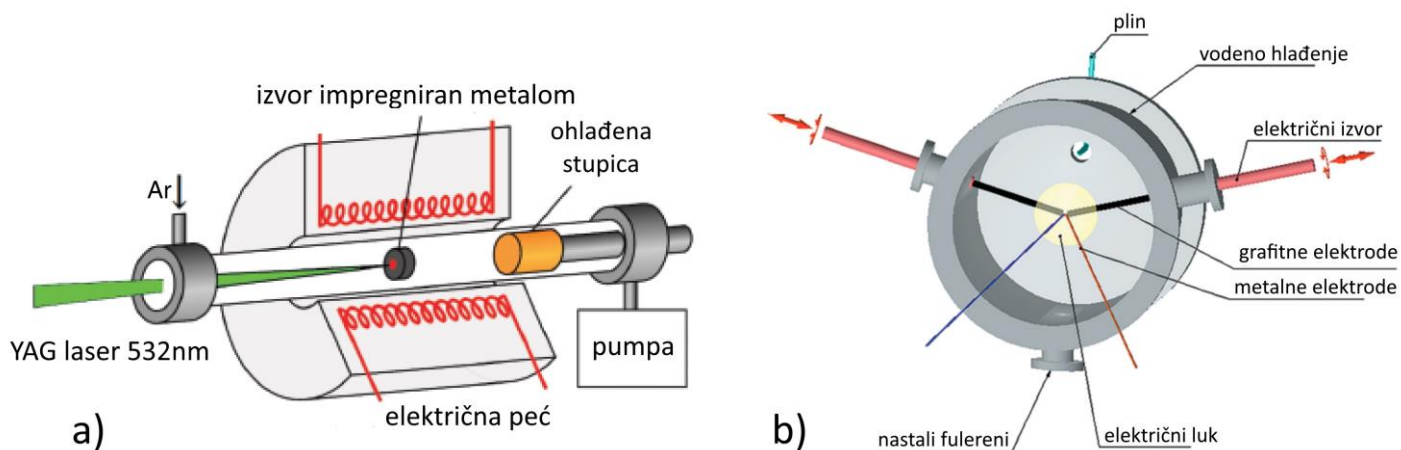 izvor impregniran metalom
ohlađena
stupica
Ar
YAG laser 532nm
pumpa
električna peć
a)
plin
vodeno hlađenje
električni izvor
grafitne elektrode
metalne elektrode
električni luk
nastali fulereni
b)